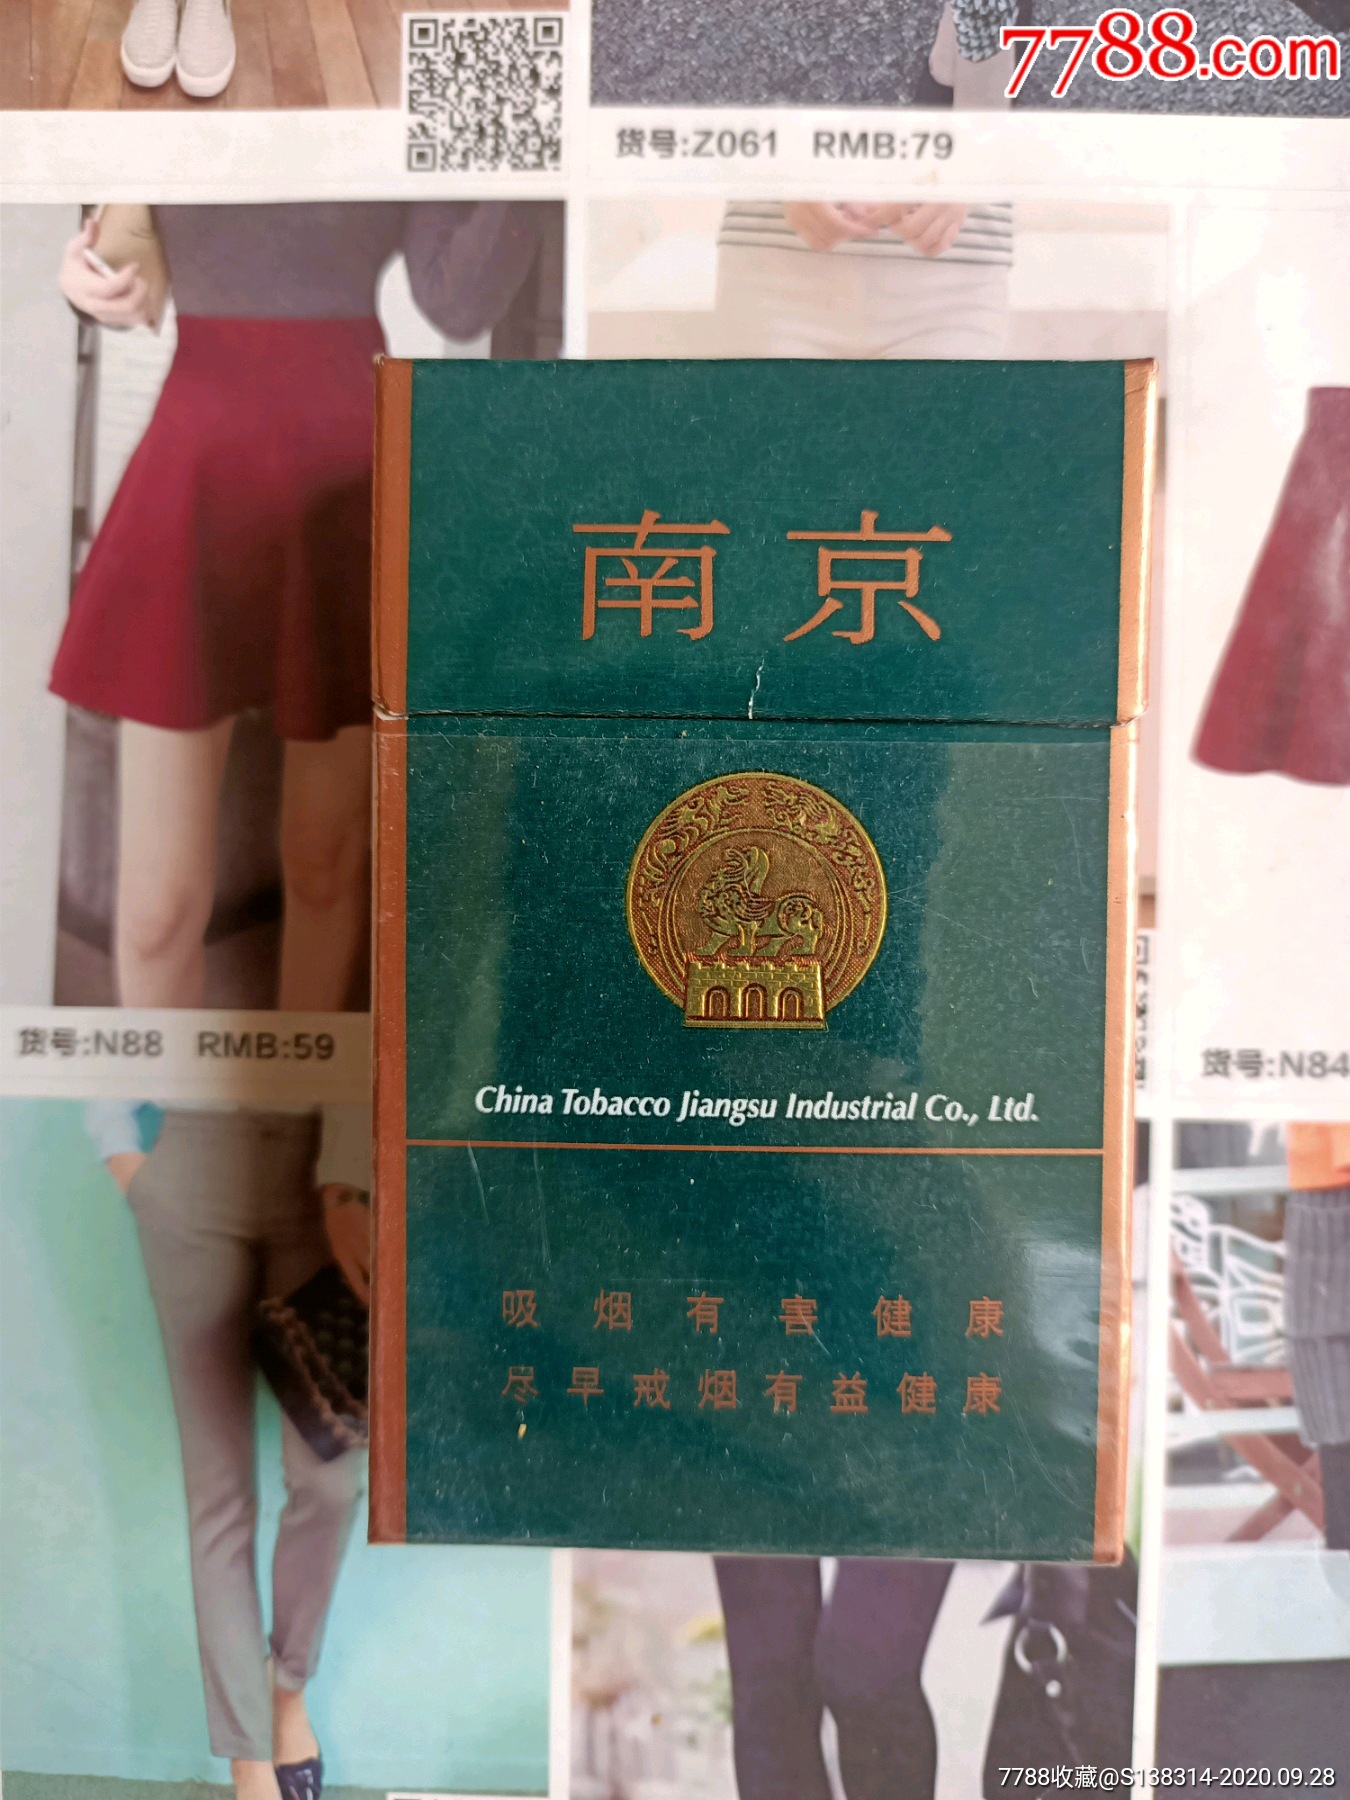 7788.com
货号:Z061 RMB:79
南京
货号:N88 RMB:59
货号:N84
China Tobacco Jiangsu Industrial Co., Ltd.
吸烟有害健康
尽早戒烟有益健康
7788收藏@S138314-2020.09.28